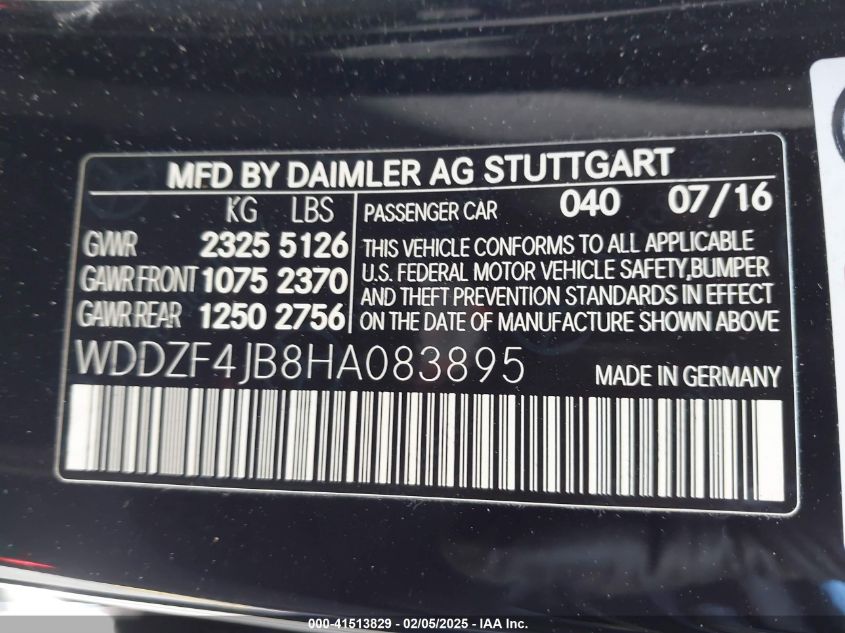 MFD BY DAIMLER AG STUTTGART
KG LBS
GVWR 2325 5126
GAWR FRONT 1075 2370
GAWR REAR 1250 2756
PASSENGER CAR 040 07/16
THIS VEHICLE CONFORMS TO ALL APPLICABLE
U.S. FEDERAL MOTOR VEHICLE SAFETY,BUMPER
AND THEFT PREVENTION STANDARDS IN EFFECT
ON THE DATE OF MANUFACTURE SHOWN ABOVE
WDDZF4JB8HA083895
MADE IN GERMANY
000-41513829 - 02/05/2025 - IAA Inc.